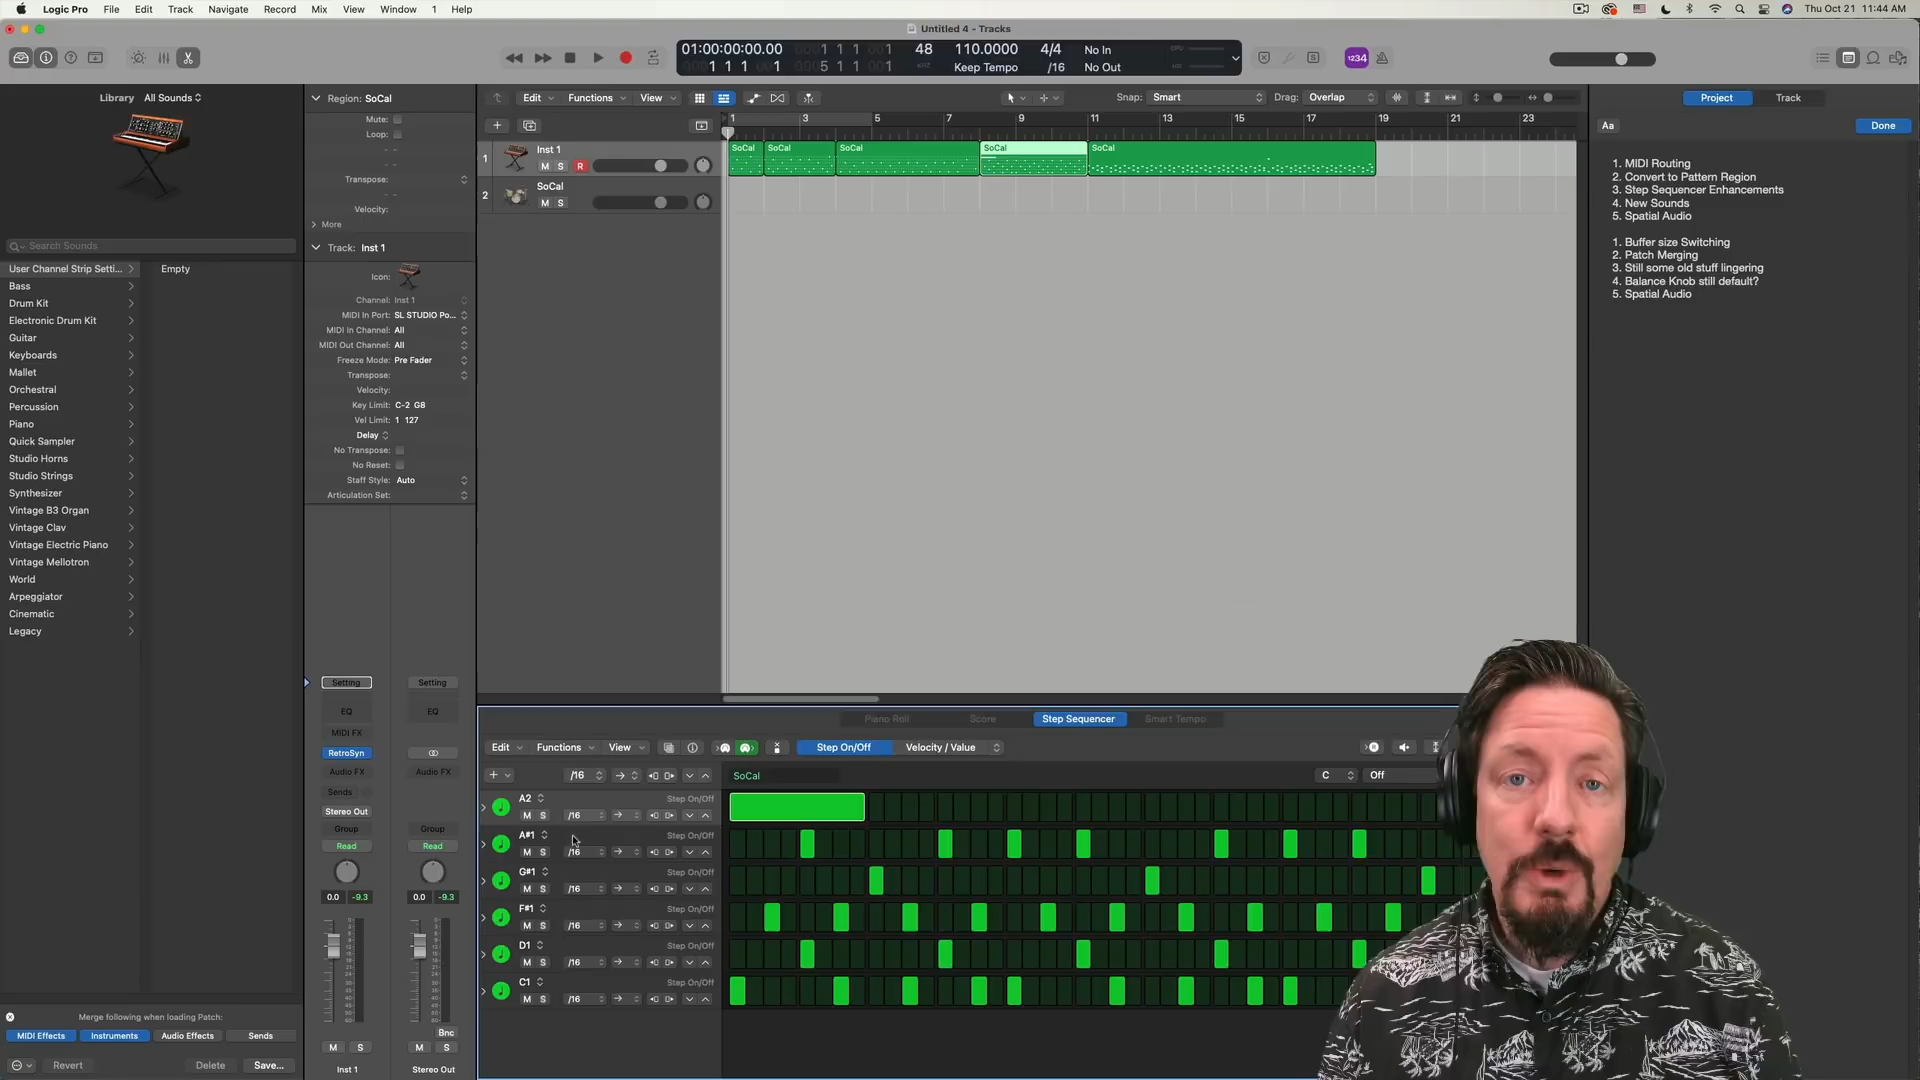 Logic Pro File Edit Track Navigate Record Mix View Window 1 Help
Thu Oct 21 11:44 AM
Untitled 4 - Tracks
01:00:00:00.00
1 1 1 1
48
110.0000
Keep Tempo
4/4
/16
No In
No Out
1234
Library All Sounds
Search Sounds
User Channel Strip Setti...
Bass
Drum Kit
Electronic Drum Kit
Guitar
Keyboards
Mallet
Orchestral
Percussion
Piano
Quick Sampler
Studio Horns
Studio Strings
Synthesizer
Vintage B3 Organ
Vintage Clav
Vintage Electric Piano
Vintage Mellotron
World
Arpeggiator
Cinematic
Legacy
Empty
Merge following when loading Patch:
MIDI Effects Instruments Audio Effects Sends
Revert Delete Save...
Region: SoCal
Mute:
Loop:
Transpose:
Velocity:
More
Track: Inst 1
Icon:
Channel: Inst 1
MIDI In Port: SL STUDIO Po...
MIDI In Channel: All
MIDI Out Channel: All
Freeze Mode: Pre Fader
Transpose:
Velocity:
Key Limit: C-2 G8
Vel Limit: 1 127
Delay
No Transpose:
No Reset:
Staff Style: Auto
Articulation Set:
Setting Setting
EQ EQ
MIDI FX
RetroSyn
Audio FX Audio FX
Sends
Stereo Out
Group Group
Read Read
0.0 -9.3 0.0 -9.3
Bnc
M S M S
Inst 1 Stereo Out
Edit Functions View
Snap: Smart
Drag: Overlap
1 3 5 7 9 11 13 15 17 19 21 23
1 Inst 1
M S R
SoCal SoCal SoCal SoCal SoCal
2 SoCal
M S
Project Track
Aa Done
1. MIDI Routing
2. Convert to Pattern Region
3. Step Sequencer Enhancements
4. New Sounds
5. Spatial Audio
1. Buffer size Switching
2. Patch Merging
3. Still some old stuff lingering
4. Balance Knob still default?
5. Spatial Audio
Piano Roll Score Step Sequencer Smart Tempo
Edit Functions View
Step On/Off Velocity / Value
/16
SoCal
C Off
A2 Step On/Off
M S /16
A#1 Step On/Off
M S /16
G#1 Step On/Off
M S /16
F#1 Step On/Off
M S /16
D1 Step On/Off
M S /16
C1 Step On/Off
M S /16